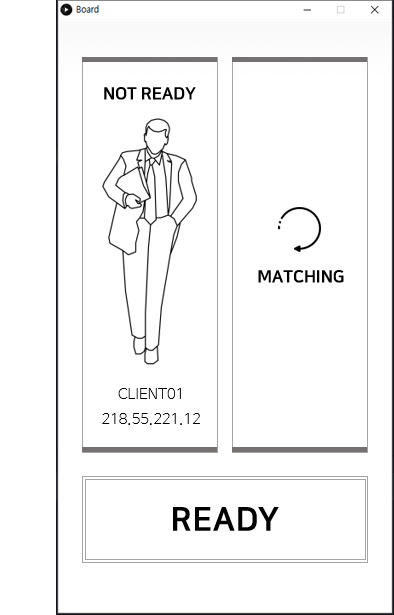 Board
NOT READY
CLIENT01
218.55.221.12
MATCHING
READY